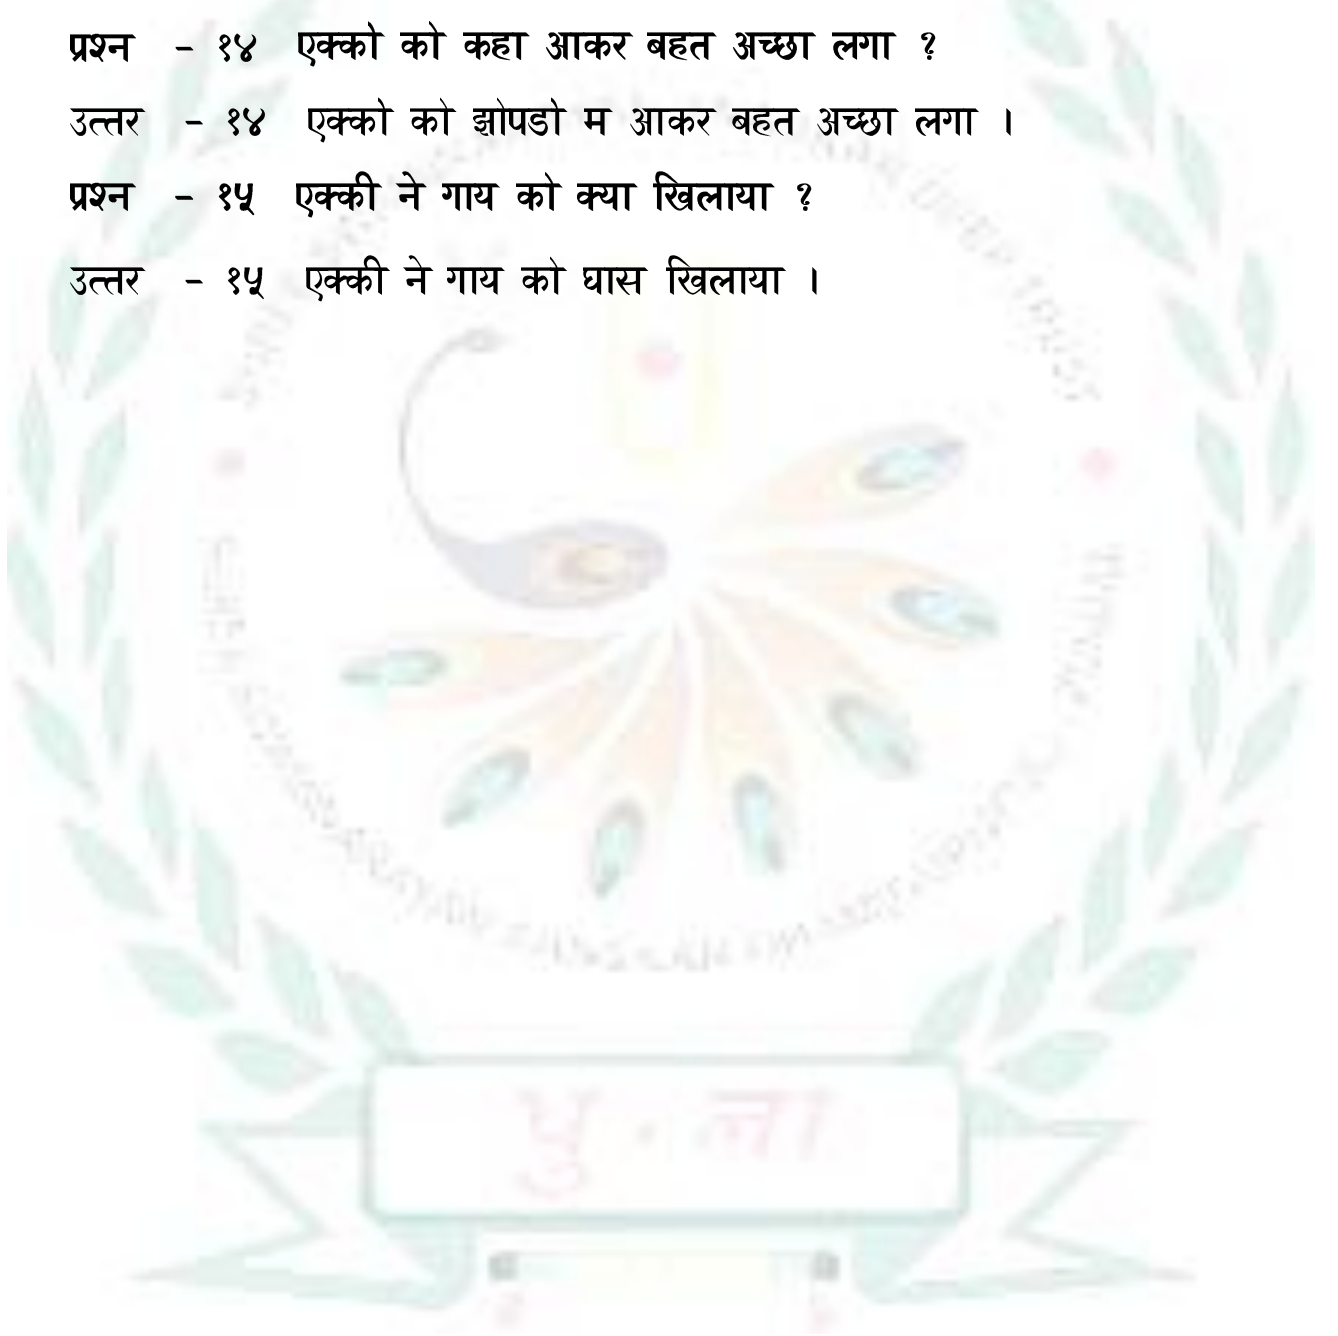 प्रश्न - १४ एक्को को कहा आकर बहत अच्छा लगा ?
उत्तर - १४ एक्को को झोपडो म आकर बहत अच्छा लगा ।
प्रश्न - १५ एक्की ने गाय को क्या खिलाया ?
उत्तर - १५ एक्की ने गाय को घास खिलाया ।
पु . ला